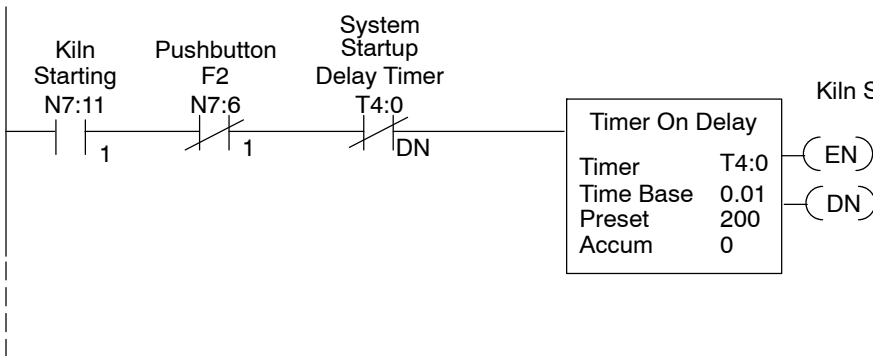 Kiln
Starting
N7:11
1
Pushbutton
F2
N7:6
1
System
Startup
Delay Timer
T4:0
DN
Timer On Delay
Timer T4:0
Time Base 0.01
Preset 200
Accum 0
Kiln S
EN
DN